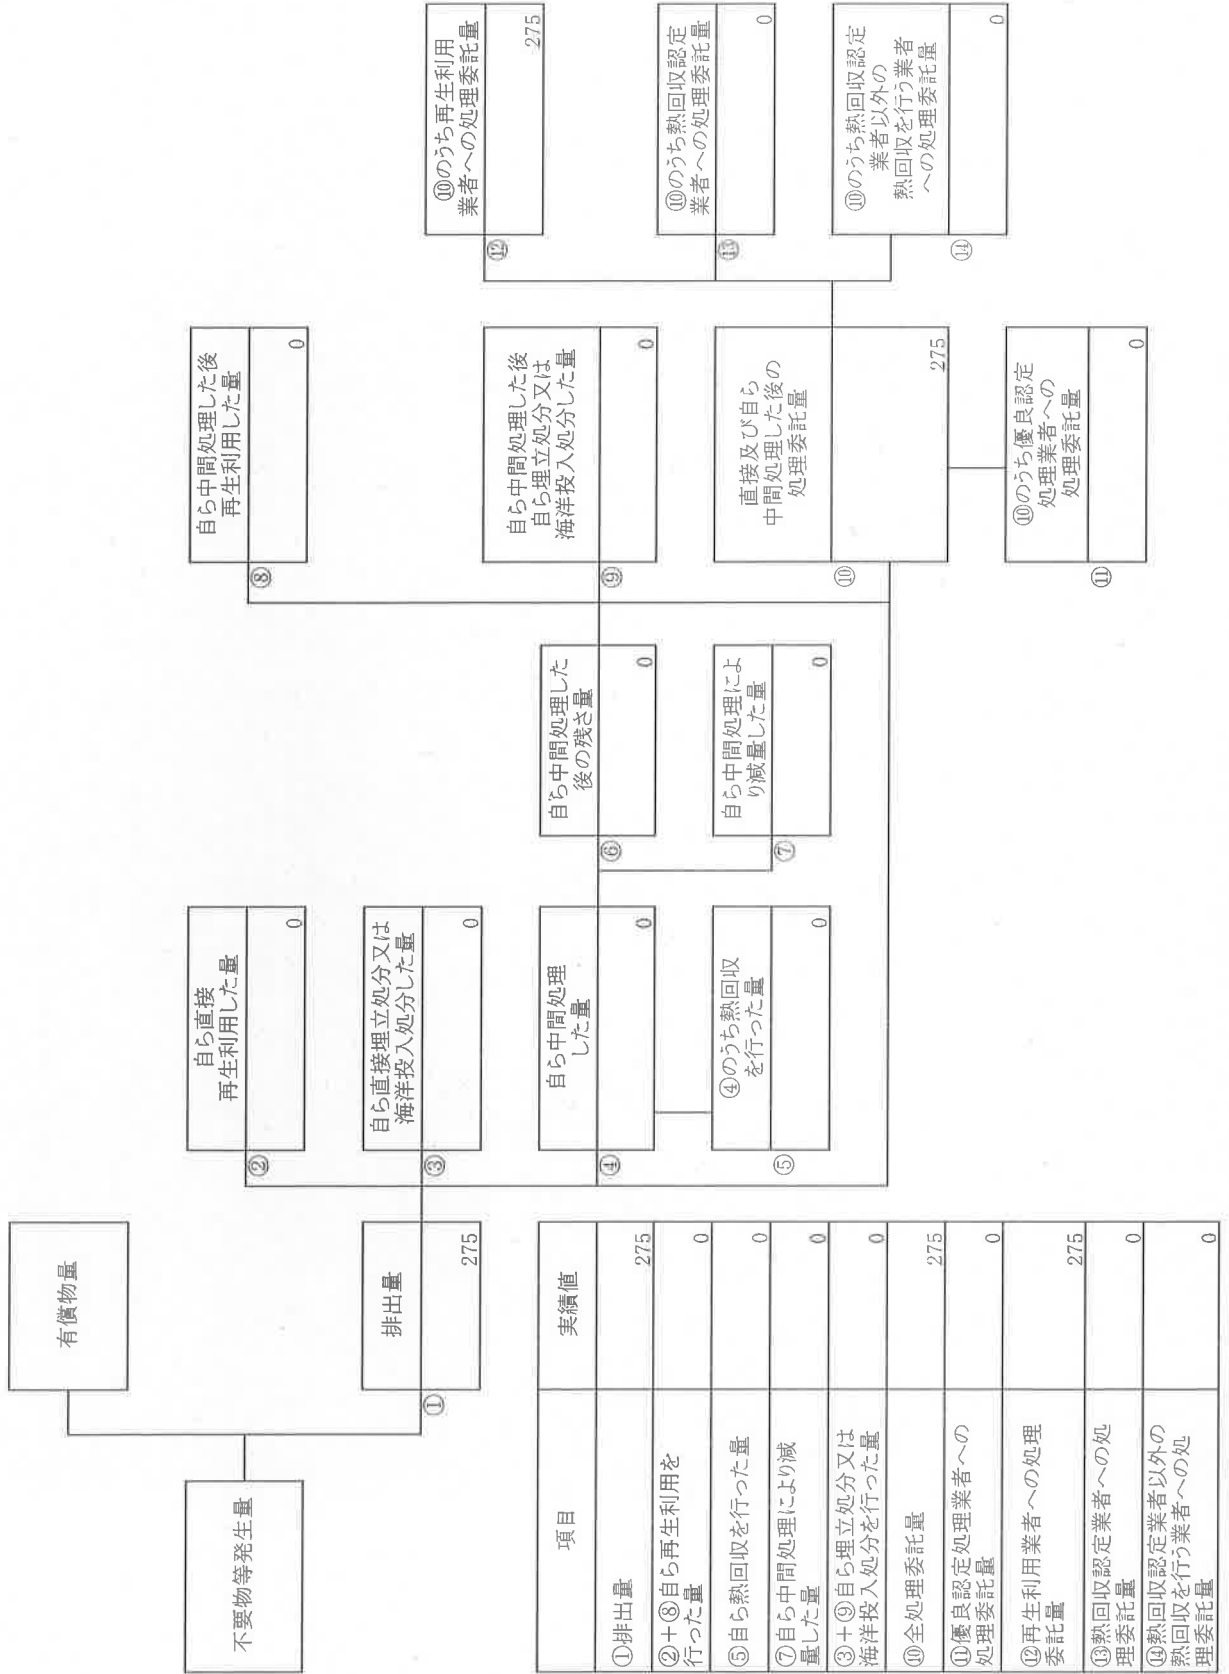 不要物等発生量
有償物量
①
排出量
275
②
自ら直接
再生利用した量
0
③
自ら直接埋立処分又は
海洋投入処分した量
0
④
自ら中間処理
した量
0
⑤
④のうち熱回収
を行った量
0
⑥
自ら中間処理した
後の残さ量
0
⑦
自ら中間処理によ
り減量した量
0
⑧
自ら中間処理した後
再生利用した量
0
⑨
自ら中間処理した後
自ら埋立処分又は
海洋投入処分した量
0
⑩
直接及び自ら
中間処理した後の
処理委託量
275
⑪
⑩のうち優良認定
処理業者への
処理委託量
0
⑫
⑩のうち再生利用
業者への処理委託量
275
⑬
⑩のうち熱回収認定
業者への処理委託量
0
⑭
⑩のうち熱回収認定
業者以外の
熱回収を行う業者
への処理委託量
0
項目
実績値
①排出量
275
②+⑧自ら再生利用を
行った量
0
⑤自ら熱回収を行った量
0
⑦自ら中間処理により減
量した量
0
③+⑨自ら埋立処分又は
海洋投入処分を行った量
0
⑩全処理委託量
275
⑪優良認定処理業者への
処理委託量
0
⑫再生利用業者への処理
委託量
275
⑬熱回収認定業者への処
理委託量
0
⑭熱回収認定業者以外の
熱回収を行う業者への処
理委託量
0